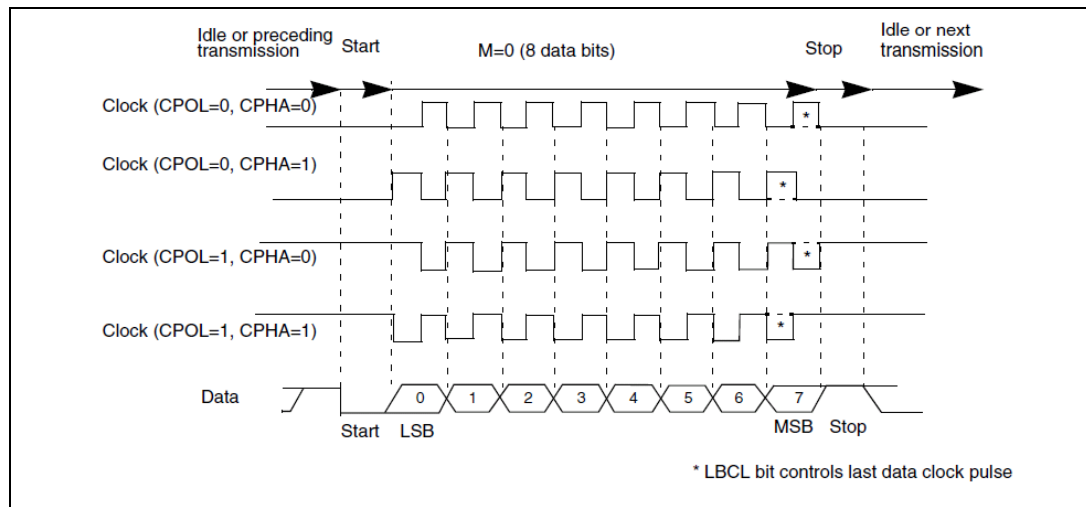 Idle or preceding
transmission
Start
M=0 (8 data bits)
Stop
Idle or next
transmission
Clock (CPOL=0, CPHA=0)
*
Clock (CPOL=0, CPHA=1)
*
Clock (CPOL=1, CPHA=0)
*
Clock (CPOL=1, CPHA=1)
*
Data
0 1 2 3 4 5 6 7
Start LSB MSB Stop
* LBCL bit controls last data clock pulse